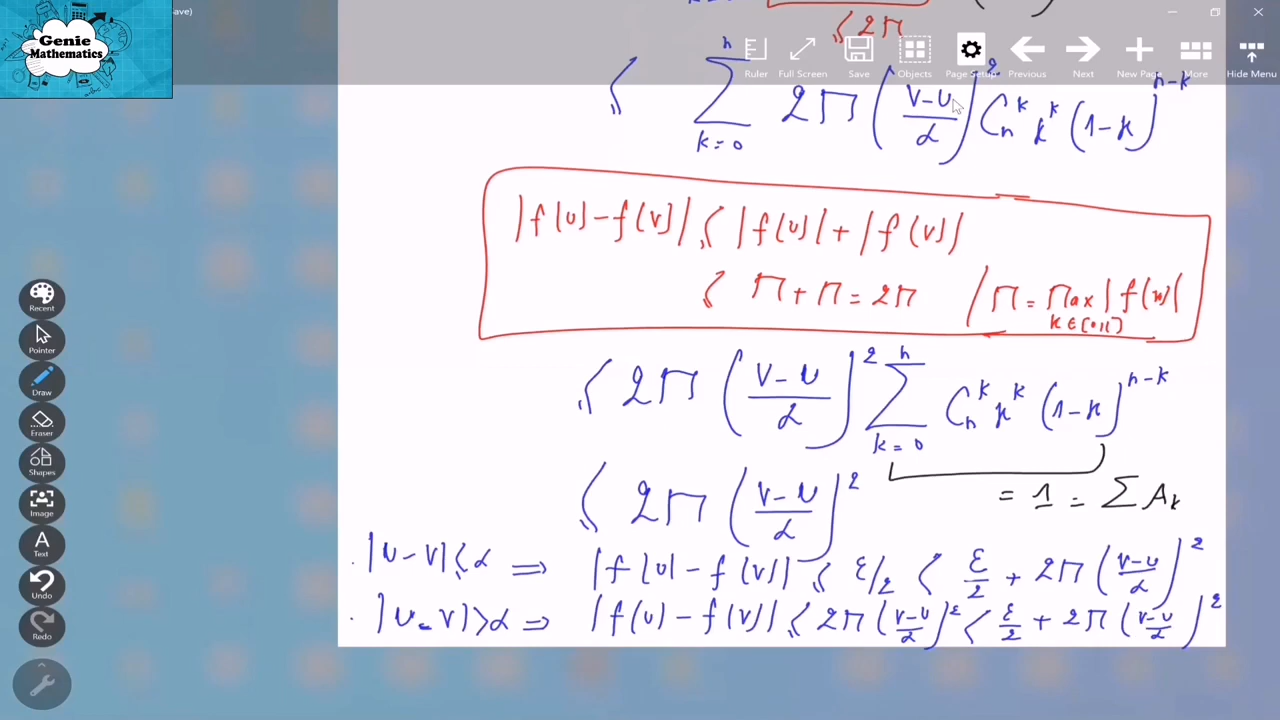 Genie
Mathematics
ave)
≤ 2M
Ruler
Full Screen
Save
Objects
Page Setup
Previous
Next
New Page
More
Hide Menu
≤ ∑_{k=0}^{n} 2M ((v-u)/α)^2 C_n^k x^k (1-x)^{n-k}
|f(u)-f(v)| ≤ |f(u)| + |f(v)|
≤ M + M = 2M / M = Max_{x∈[0,1]} |f(x)|
≤ 2M ((v-u)/α)^2 ∑_{k=0}^{n} C_n^k x^k (1-x)^{n-k}
≤ 2M ((v-u)/α)^2
= 1 = ∑ A_k
. |u-v| ≤ α ⇒ |f(u)-f(v)| ≤ ε/2 ≤ ε/2 + 2M ((v-u)/α)^2
. |u-v| > α ⇒ |f(u)-f(v)| ≤ 2M ((v-u)/α)^2 ≤ ε/2 + 2M ((v-u)/α)^2
Recent
Pointer
Draw
Eraser
Shapes
Image
Text
Undo
Redo